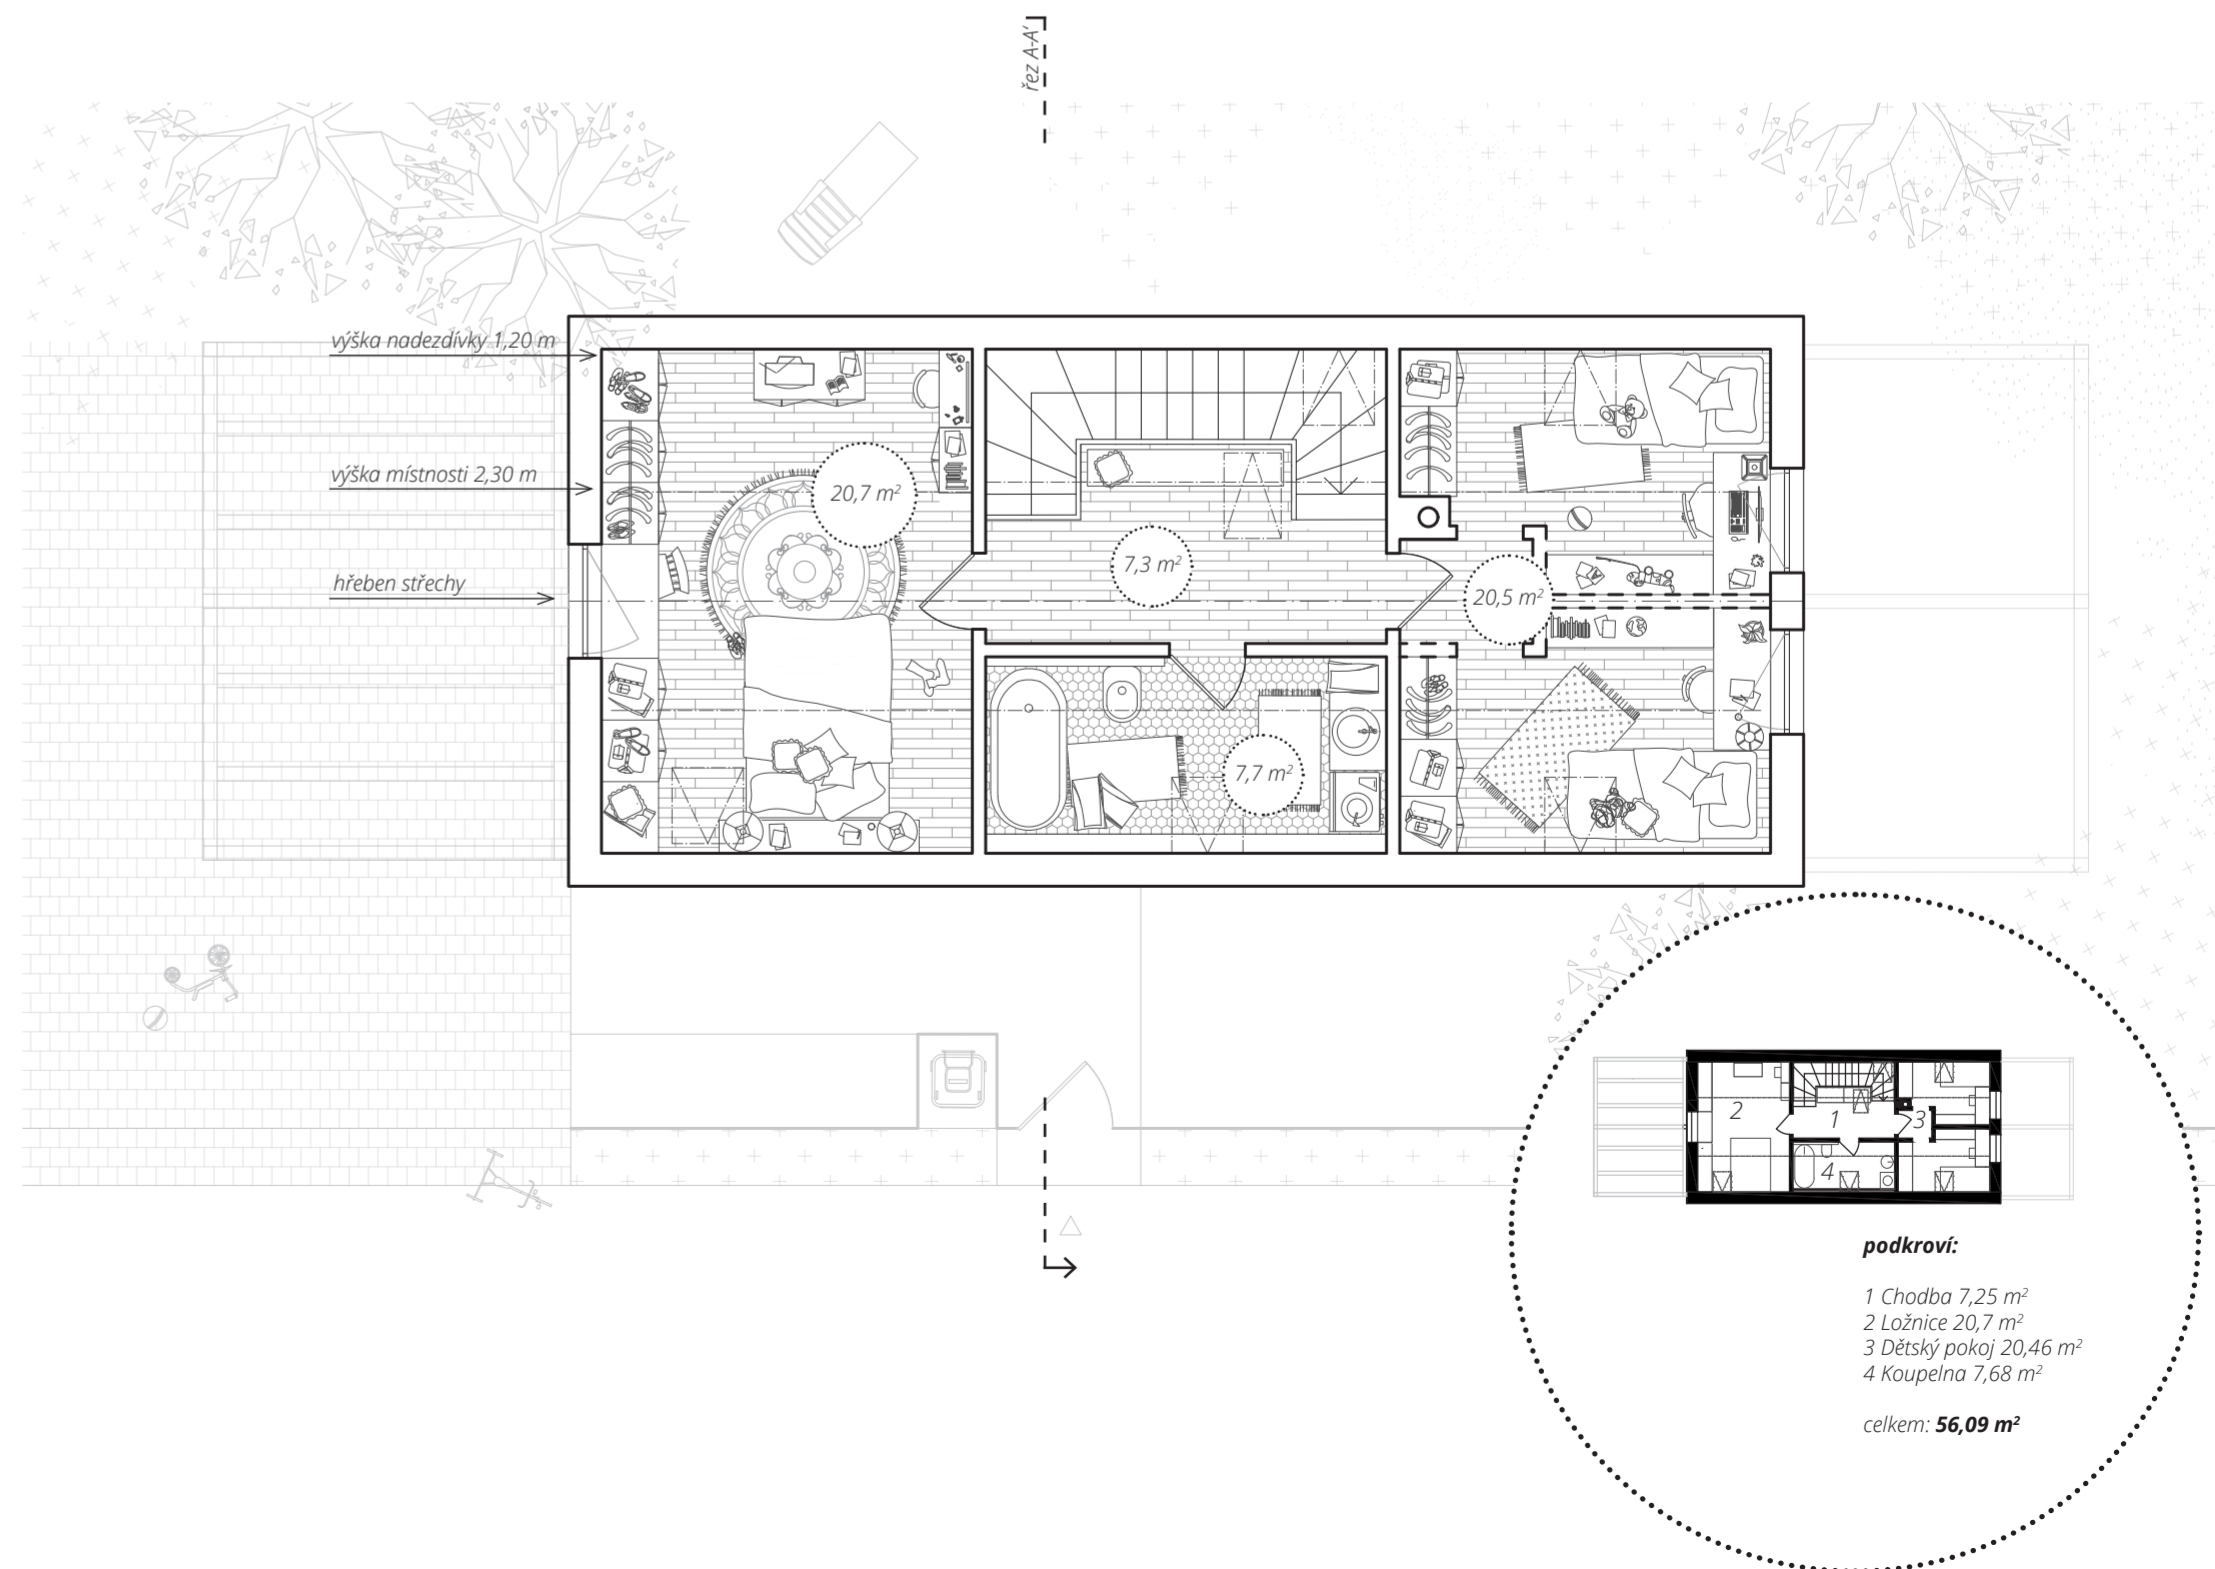 řez A-A'
výška nadezdívky 1,20 m
výška místnosti 2,30 m
hřeben střechy
20,7 m²
7,3 m²
20,5 m²
7,7 m²
2
1
3
4
podkroví:
1 Chodba 7,25 m²
2 Ložnice 20,7 m²
3 Dětský pokoj 20,46 m²
4 Koupelna 7,68 m²
celkem: 56,09 m²